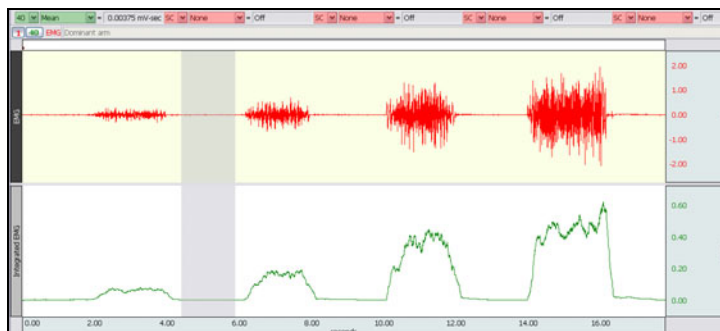 40 Mean = 0.00375 mV-sec SC None = Off SC None = Off SC None = Off SC None = Off
40 EMG Dominant arm
EMG
2.00
1.00
0.00
-1.00
-2.00
Integrated EMG
0.60
0.40
0.20
0.00
0.00 2.00 4.00 6.00 8.00 10.00 12.00 14.00 16.00
seconds